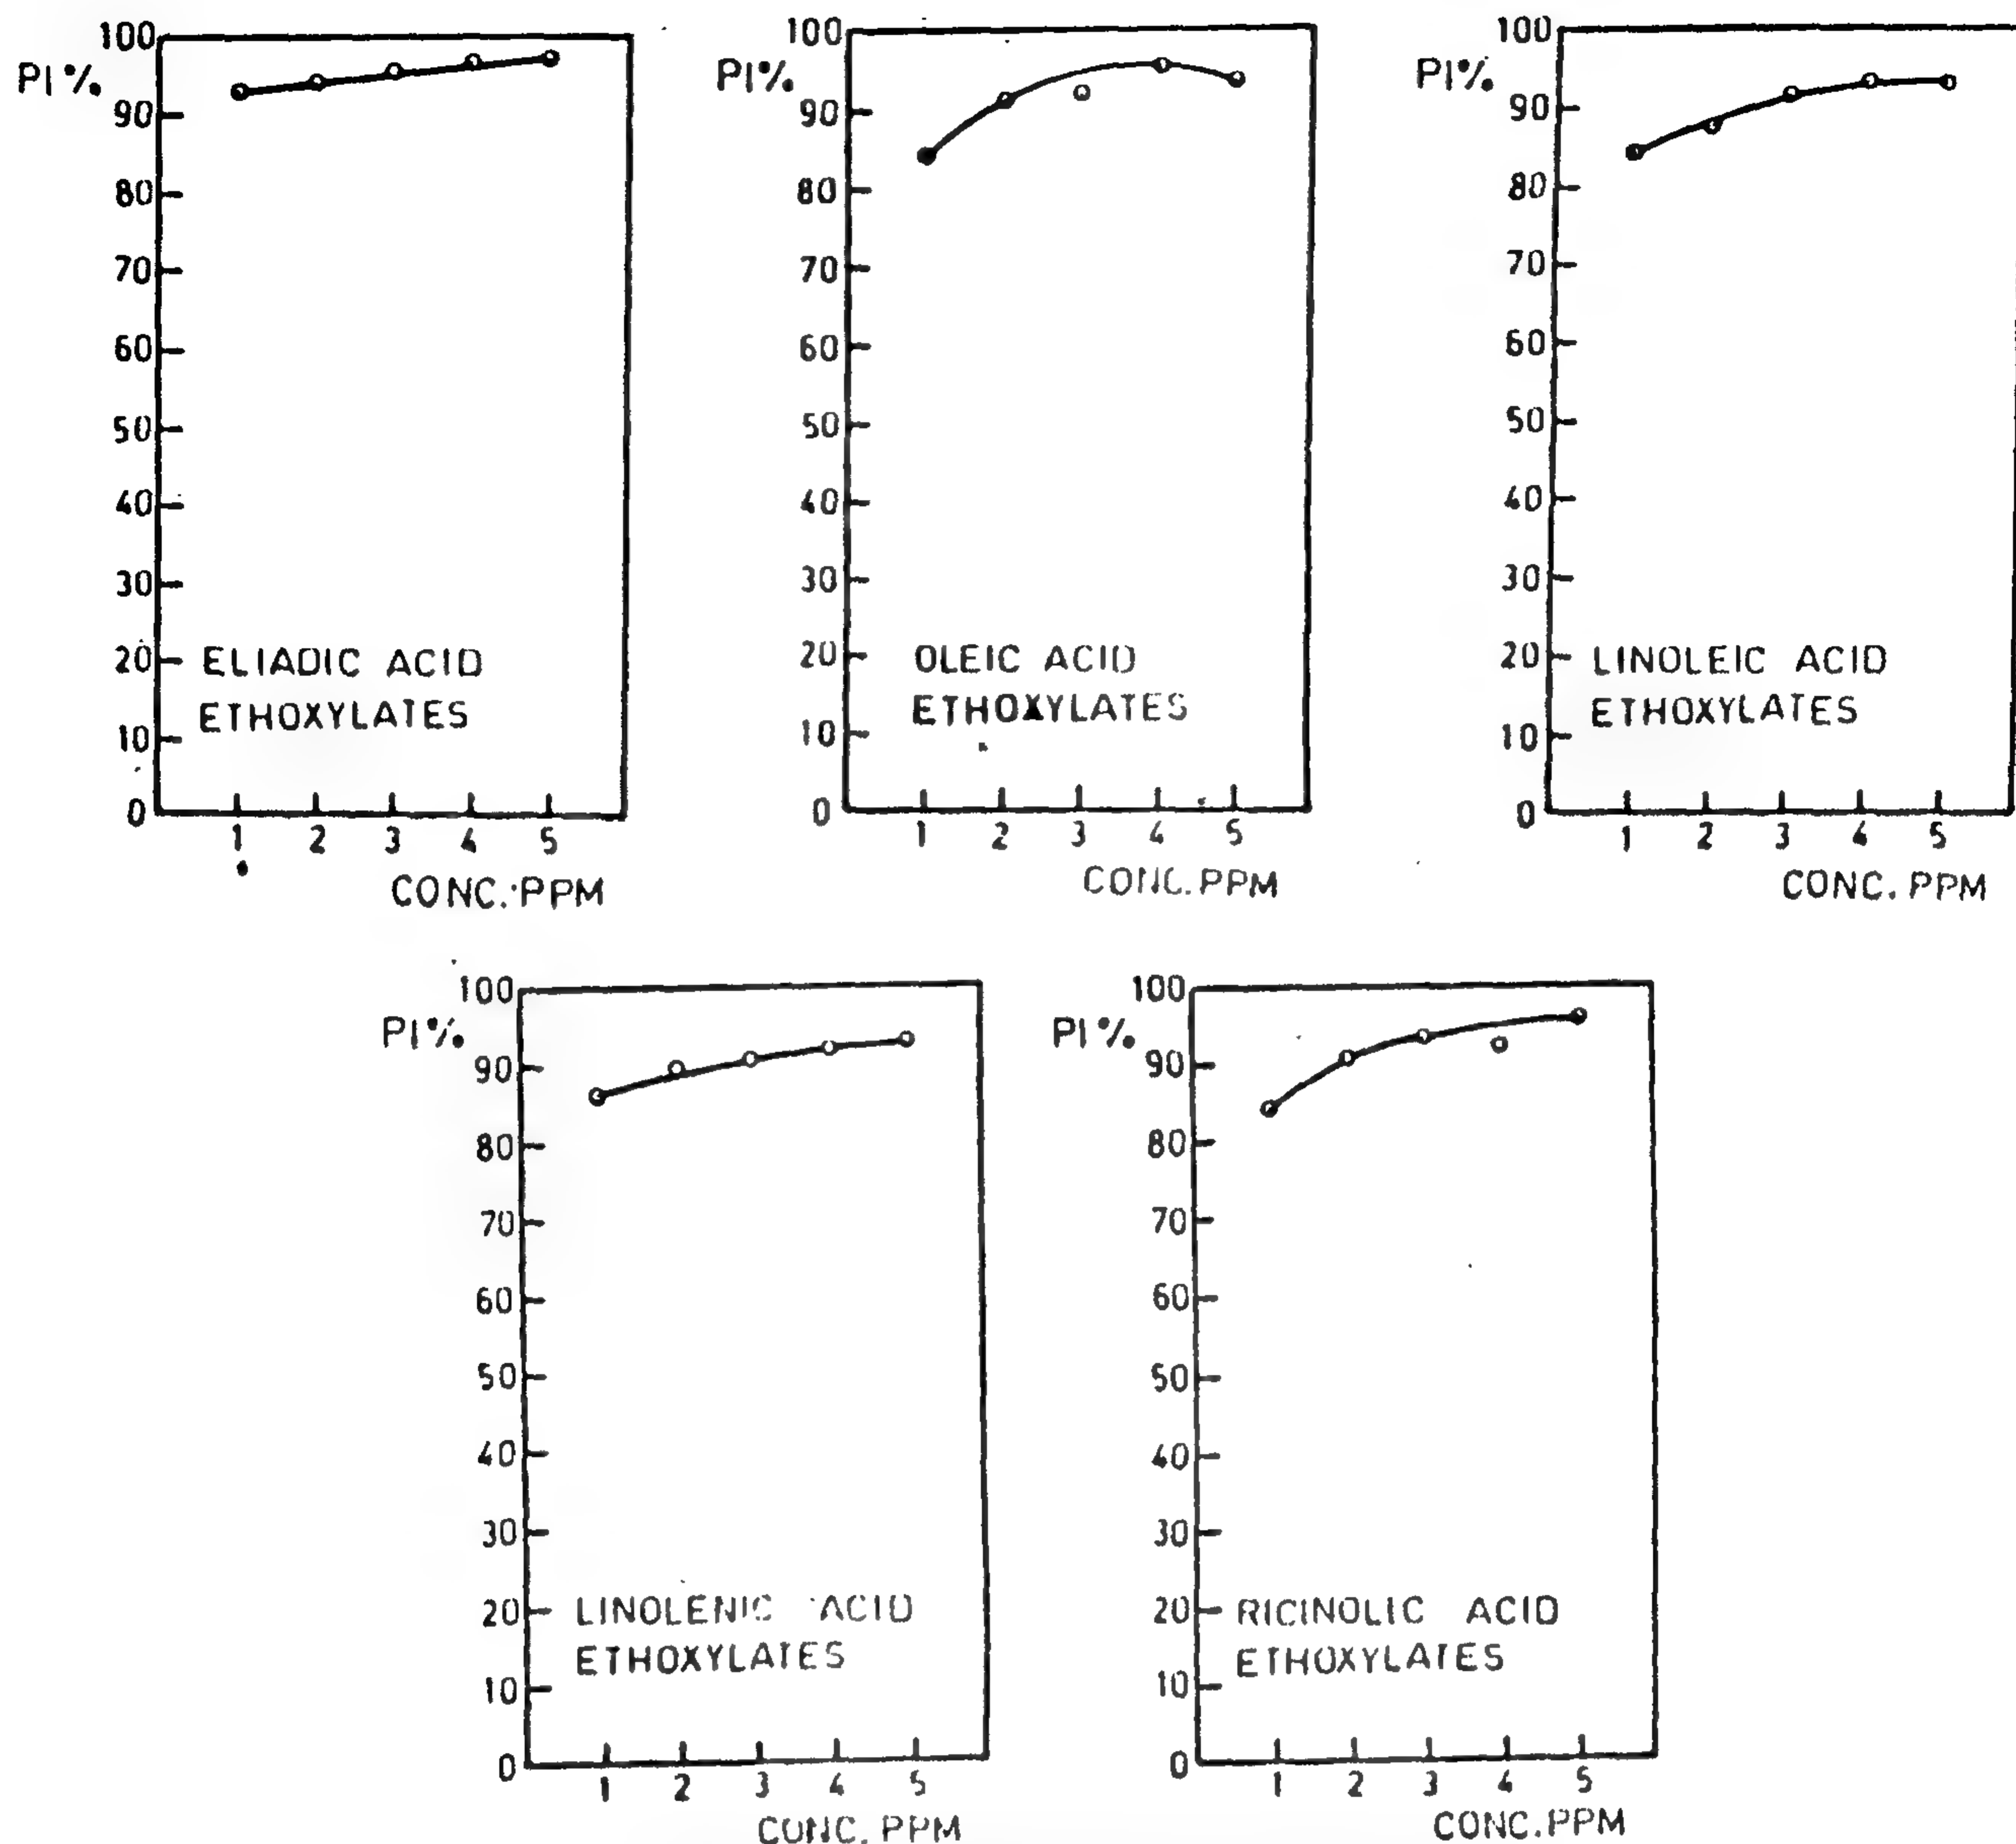 100
PI%
90
80
70
60
50
40
30
20
ELIADIC ACID
ETHOXYLATES
10
0
1 2 3 4 5
CONC. PPM
100
PI%
90
80
70
60
50
40
30
20
OLEIC ACID
ETHOXYLATES
10
0
1 2 3 4 5
CONC. PPM
100
PI%
90
80
70
60
50
40
30
20
LINOLEIC ACID
ETHOXYLATES
10
0
1 2 3 4 5
CONC. PPM
100
PI%
90
80
70
60
50
40
30
20
LINOLENIC ACID
ETHOXYLATES
10
0
1 2 3 4 5
CONC. PPM
100
PI%
90
80
70
60
50
40
30
20
RICINOLIC ACID
ETHOXYLATES
10
0
1 2 3 4 5
CONC. PPM